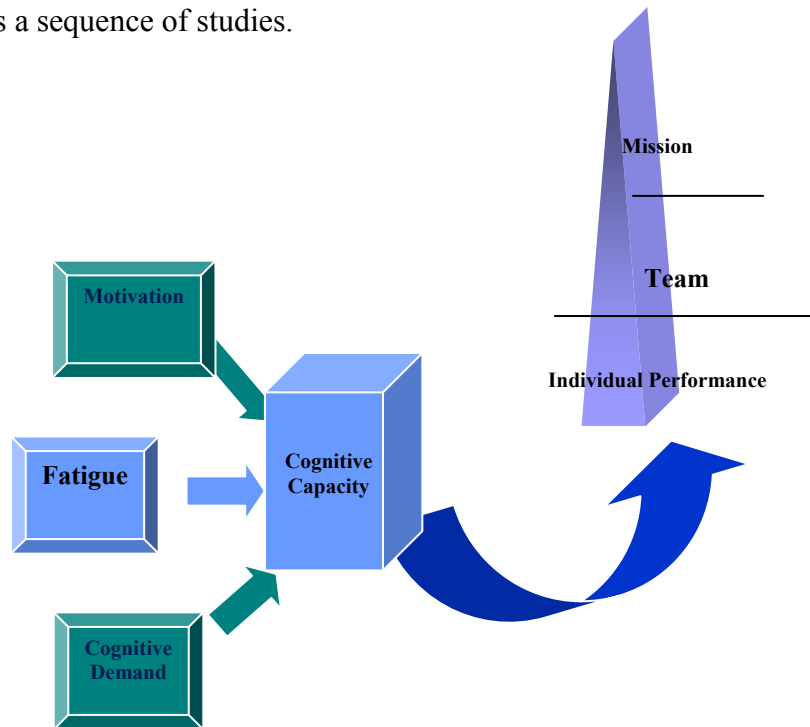 s a sequence of studies.
Mission
Team
Individual Performance
Motivation
Fatigue
Cognitive
Capacity
Cognitive
Demand